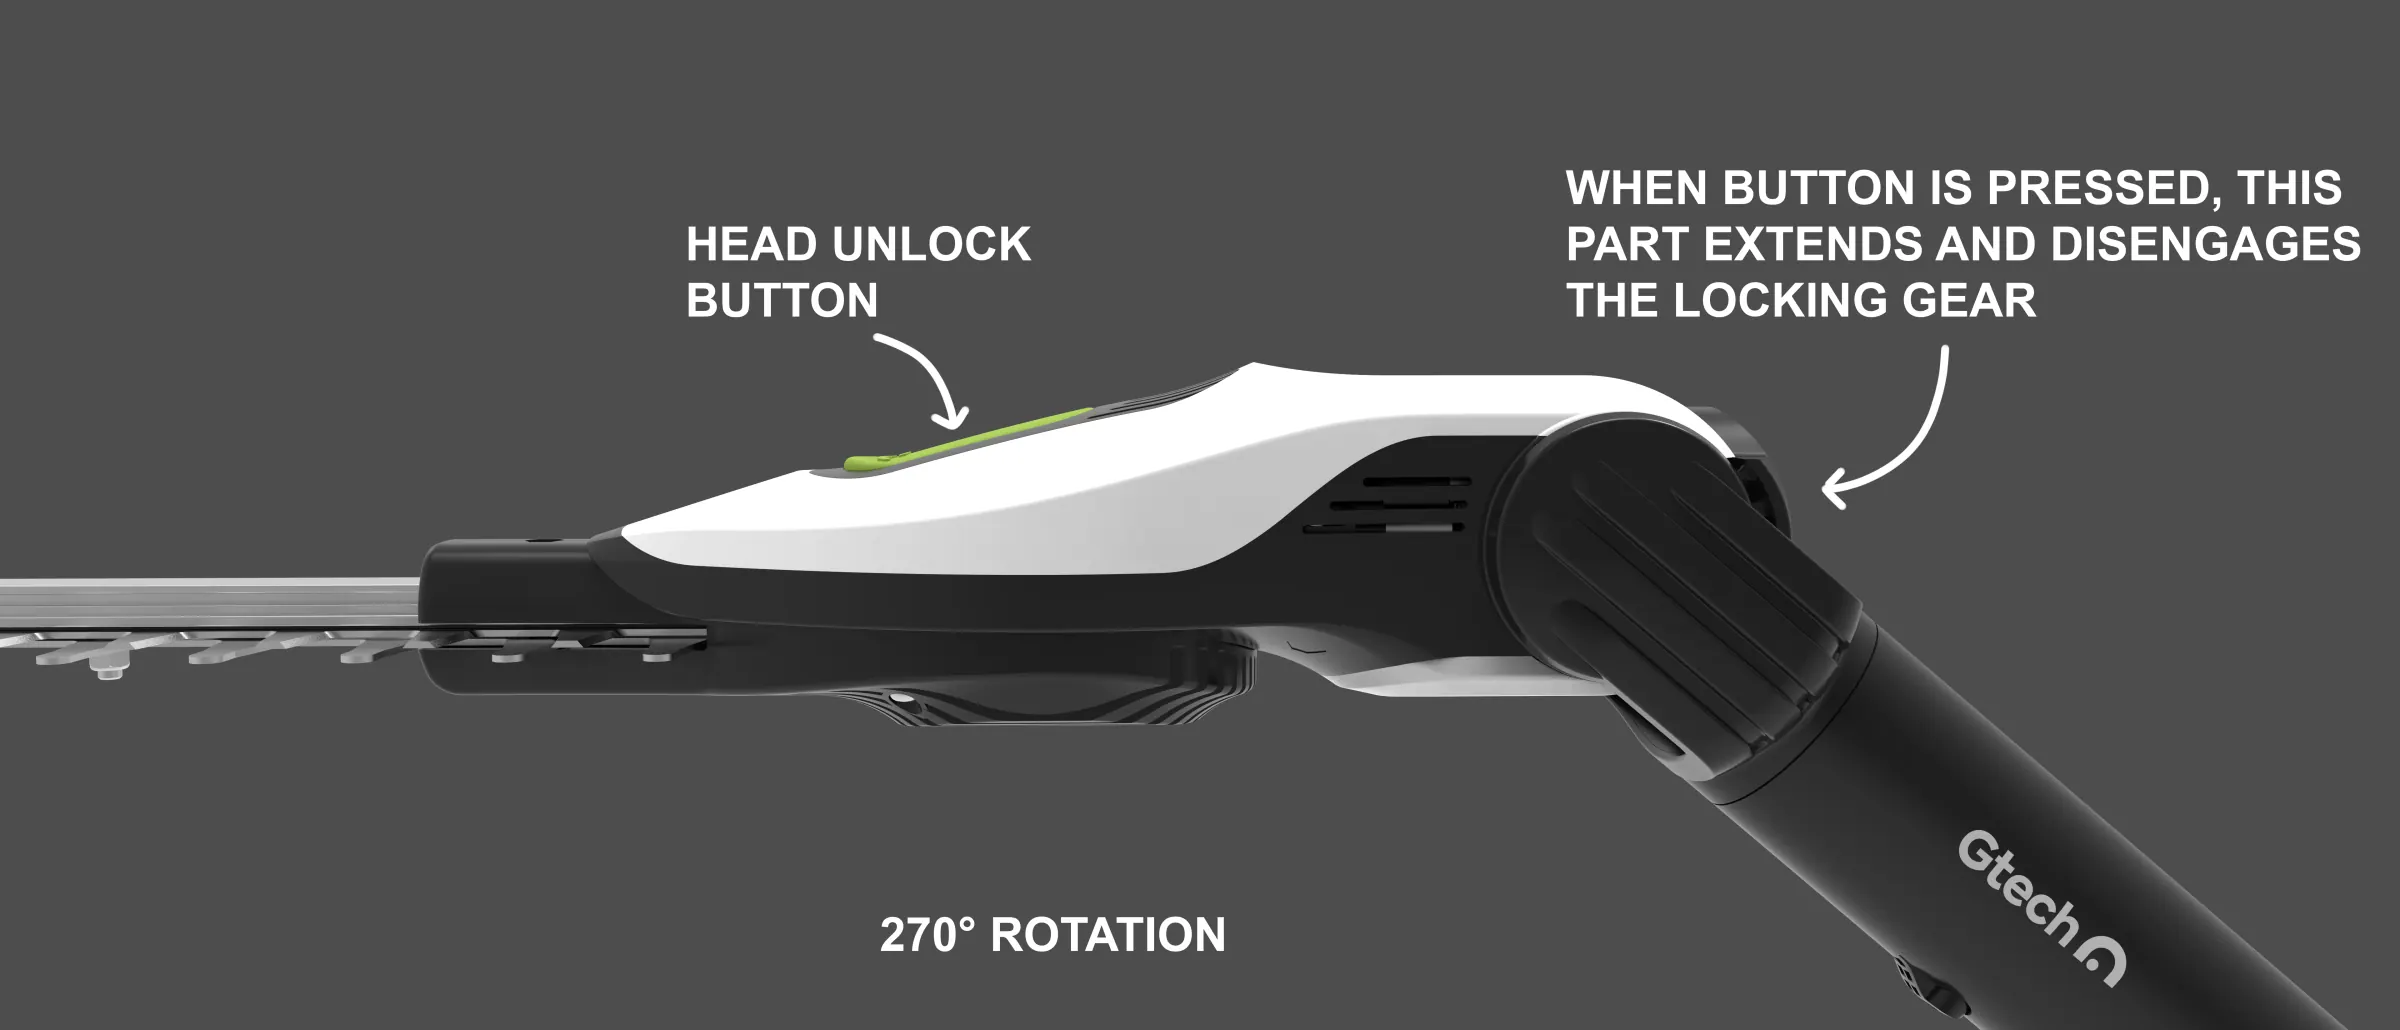 WHEN BUTTON IS PRESSED, THIS
PART EXTENDS AND DISENGAGES
THE LOCKING GEAR
HEAD UNLOCK
BUTTON
270° ROTATION
Gtech